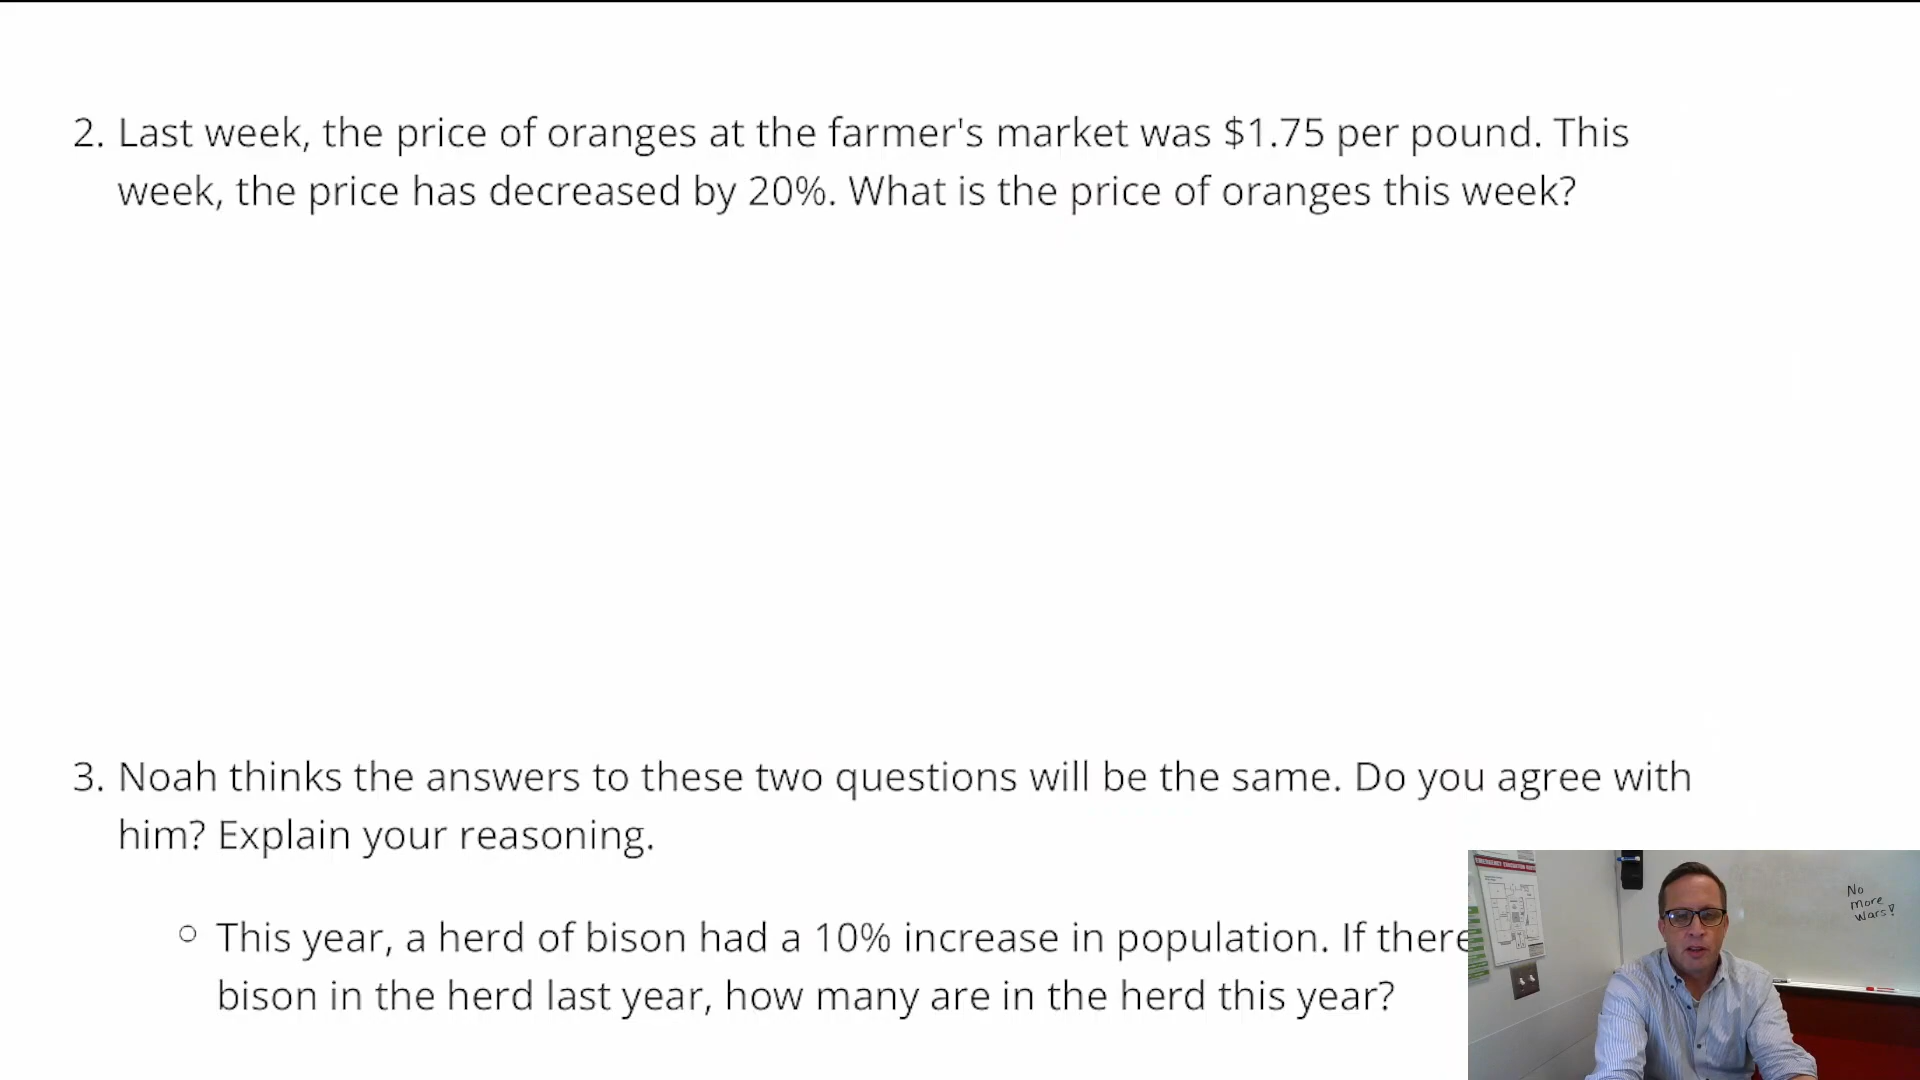 2. Last week, the price of oranges at the farmer's market was $1.75 per pound. This
week, the price has decreased by 20%. What is the price of oranges this week?
3. Noah thinks the answers to these two questions will be the same. Do you agree with
him? Explain your reasoning.
○ This year, a herd of bison had a 10% increase in population. If there
bison in the herd last year, how many are in the herd this year?
No
more
wars!